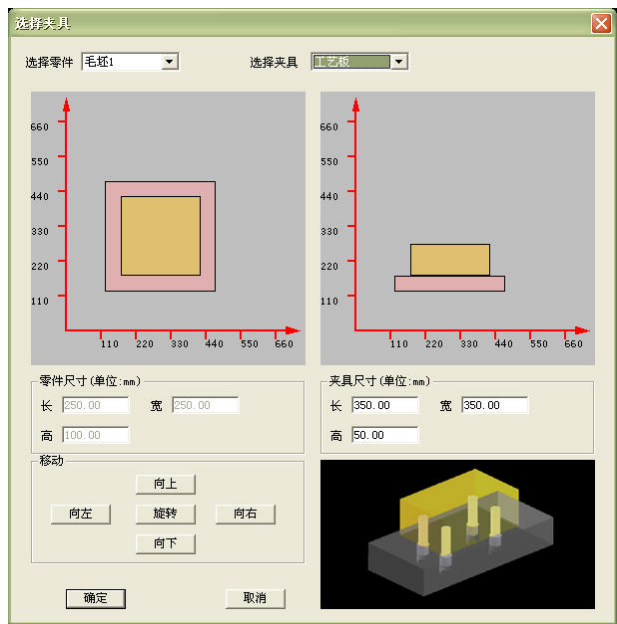 选择夹具
选择零件 毛坯1 选择夹具 工艺板
660
550
440
330
220
110
110 220 330 440 550 660
660
550
440
330
220
110
110 220 330 440 550 660
零件尺寸(单位:mm)
长 250.00 宽 250.00
高 100.00
夹具尺寸(单位:mm)
长 350.00 宽 350.00
高 50.00
移动
向上
向左 旋转 向右
向下
确定 取消